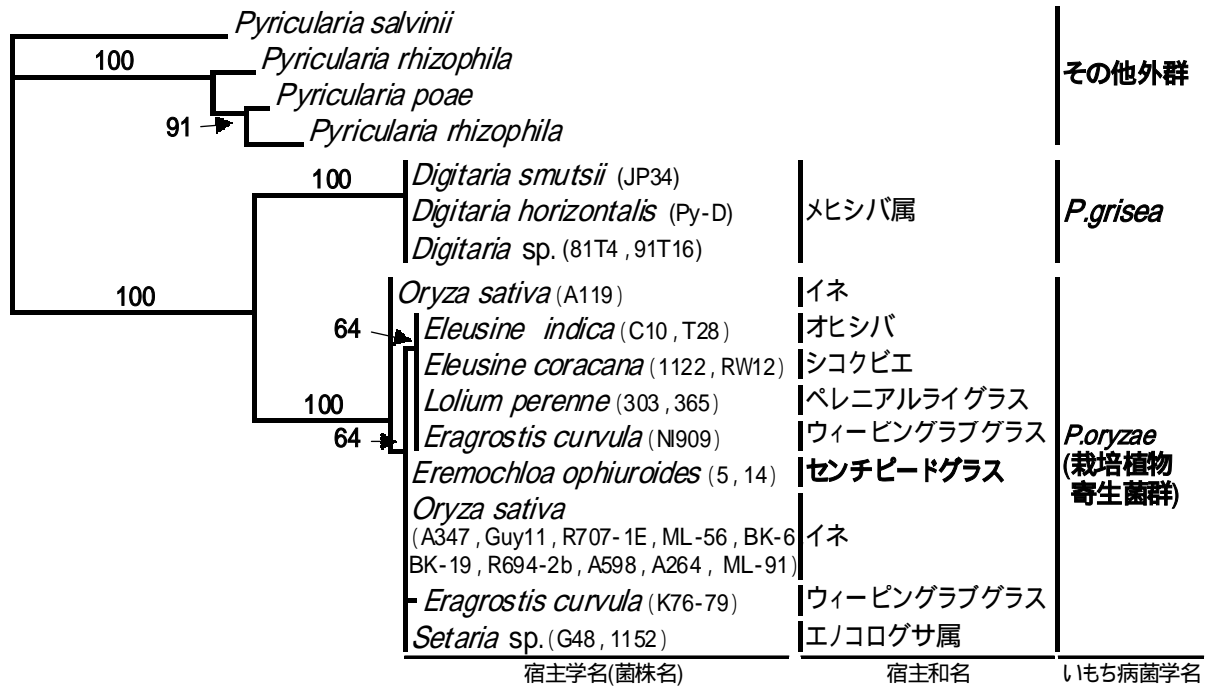 Pyricularia salvinii
100
Pyricularia rhizophila
Pyricularia poae
91
Pyricularia rhizophila
その他外群
100
Digitaria smutsii (JP34)
Digitaria horizontalis (Py-D)
Digitaria sp. (81T4 , 91T16)
メヒシバ属
P.grisea
100
Oryza sativa (A119) イネ
64
Eleusine indica (C10 , T28) オヒシバ
Eleusine coracana (1122 , RW12) シコクビエ
100
Lolium perenne (303 , 365) ペレニアルライグラス
64
Eragrostis curvula (NI909) ウィーピングラブグラス
Eremochloa ophiuroides (5 , 14) センチピードグラス
P.oryzae
(栽培植物
寄生菌群)
Oryza sativa
(A347 , Guy11 , R707-1E , ML-56 , BK-6 イネ
BK-19 , R694-2b , A598 , A264 , ML-91)
Eragrostis curvula (K76-79) ウィーピングラブグラス
Setaria sp. (G48 , 1152) エノコログサ属
宿主学名(菌株名) 宿主和名 いもち病菌学名